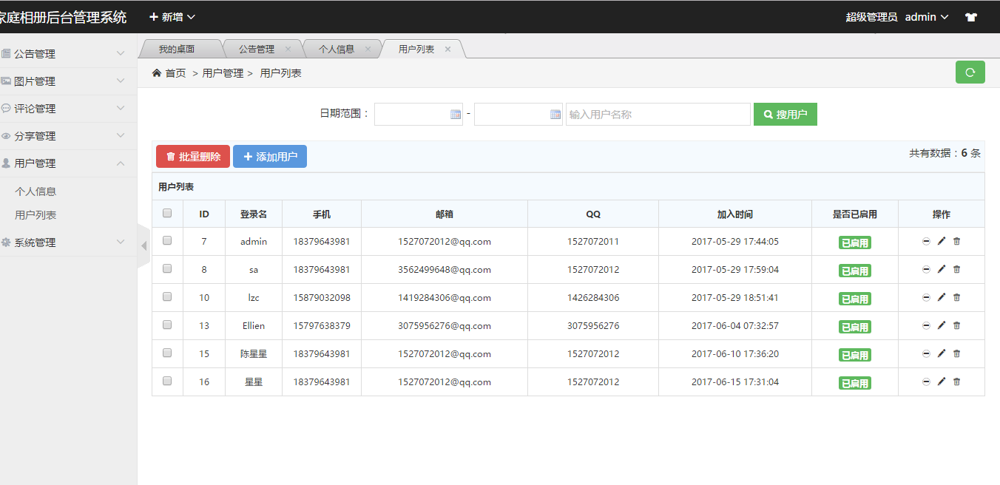 家庭相册后台管理系统 新增 超级管理员 admin
我的桌面 公告管理 个人信息 用户列表
首页 > 用户管理 > 用户列表
公告管理
图片管理
评论管理
分享管理
用户管理
个人信息
用户列表
系统管理
日期范围： - 输入用户名称 搜用户
批量删除 添加用户 共有数据：6 条
用户列表
ID 登录名 手机 邮箱 QQ 加入时间 是否已启用 操作
7 admin 18379643981 1527072012@qq.com 1527072011 2017-05-29 17:44:05 已启用
8 sa 18379643981 3562499648@qq.com 1527072012 2017-05-29 17:59:04 已启用
10 lzc 15879032098 1419284306@qq.com 1426284306 2017-05-29 18:51:41 已启用
13 Ellien 15797638379 3075956276@qq.com 3075956276 2017-06-04 07:32:57 已启用
15 陈星星 18379643981 1527072012@qq.com 1527072012 2017-06-10 17:36:20 已启用
16 星星 18379643981 1527072012@qq.com 1527072012 2017-06-15 17:31:04 已启用